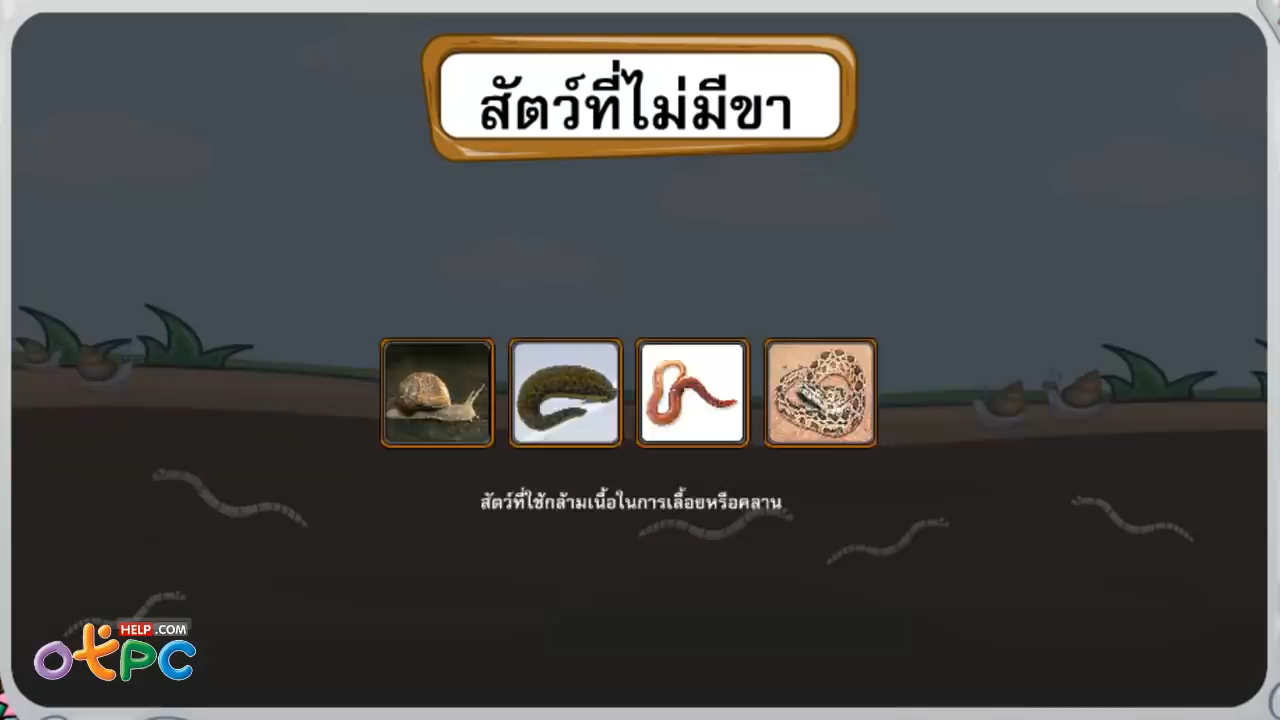 สัตว์ที่ไม่มีขา
สัตว์ที่ใช้กล้ามเนื้อในการเลื้อยหรือคลาน
HELP .COM
OTPC